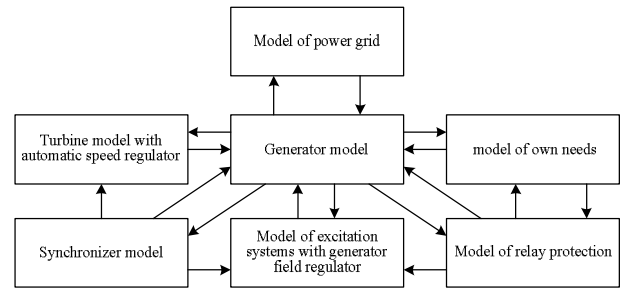 Model of power grid
Turbine model with
automatic speed regulator
Generator model
model of own needs
Synchronizer model
Model of excitation
systems with generator
field regulator
Model of relay protection